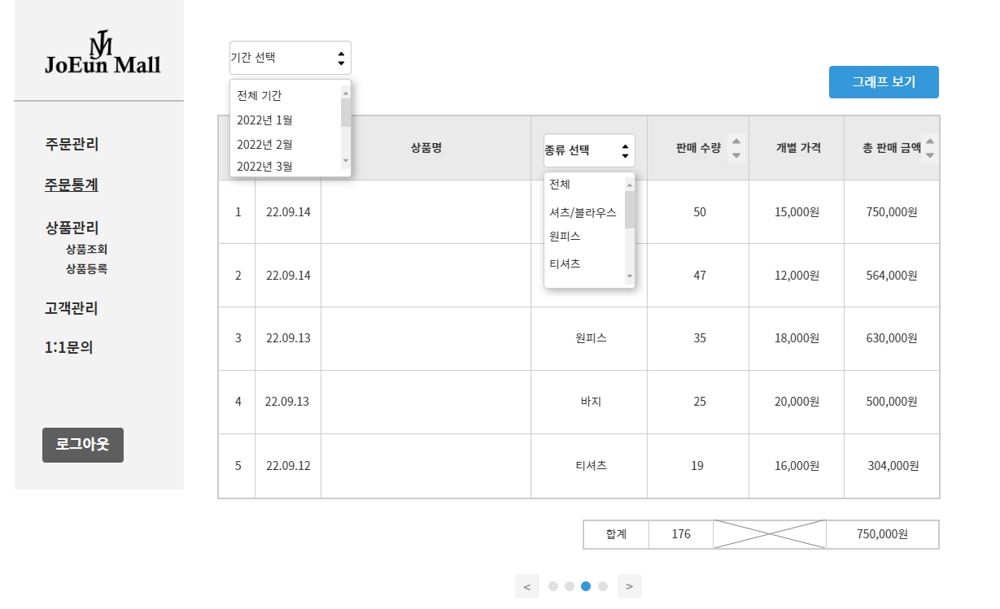 JM
JoEun Mall
주문관리
주문통계
상품관리
상품조회
상품등록
고객관리
1:1문의
로그아웃
기간 선택
전체 기간
2022년 1월
2022년 2월
2022년 3월
그래프 보기
상품명 종류 선택 판매 수량 개별 가격 총 판매 금액
전체
셔츠/블라우스
원피스
티셔츠
1 22.09.14 50 15,000원 750,000원
2 22.09.14 47 12,000원 564,000원
3 22.09.13 원피스 35 18,000원 630,000원
4 22.09.13 바지 25 20,000원 500,000원
5 22.09.12 티셔츠 19 16,000원 304,000원
합계 176 750,000원
< >